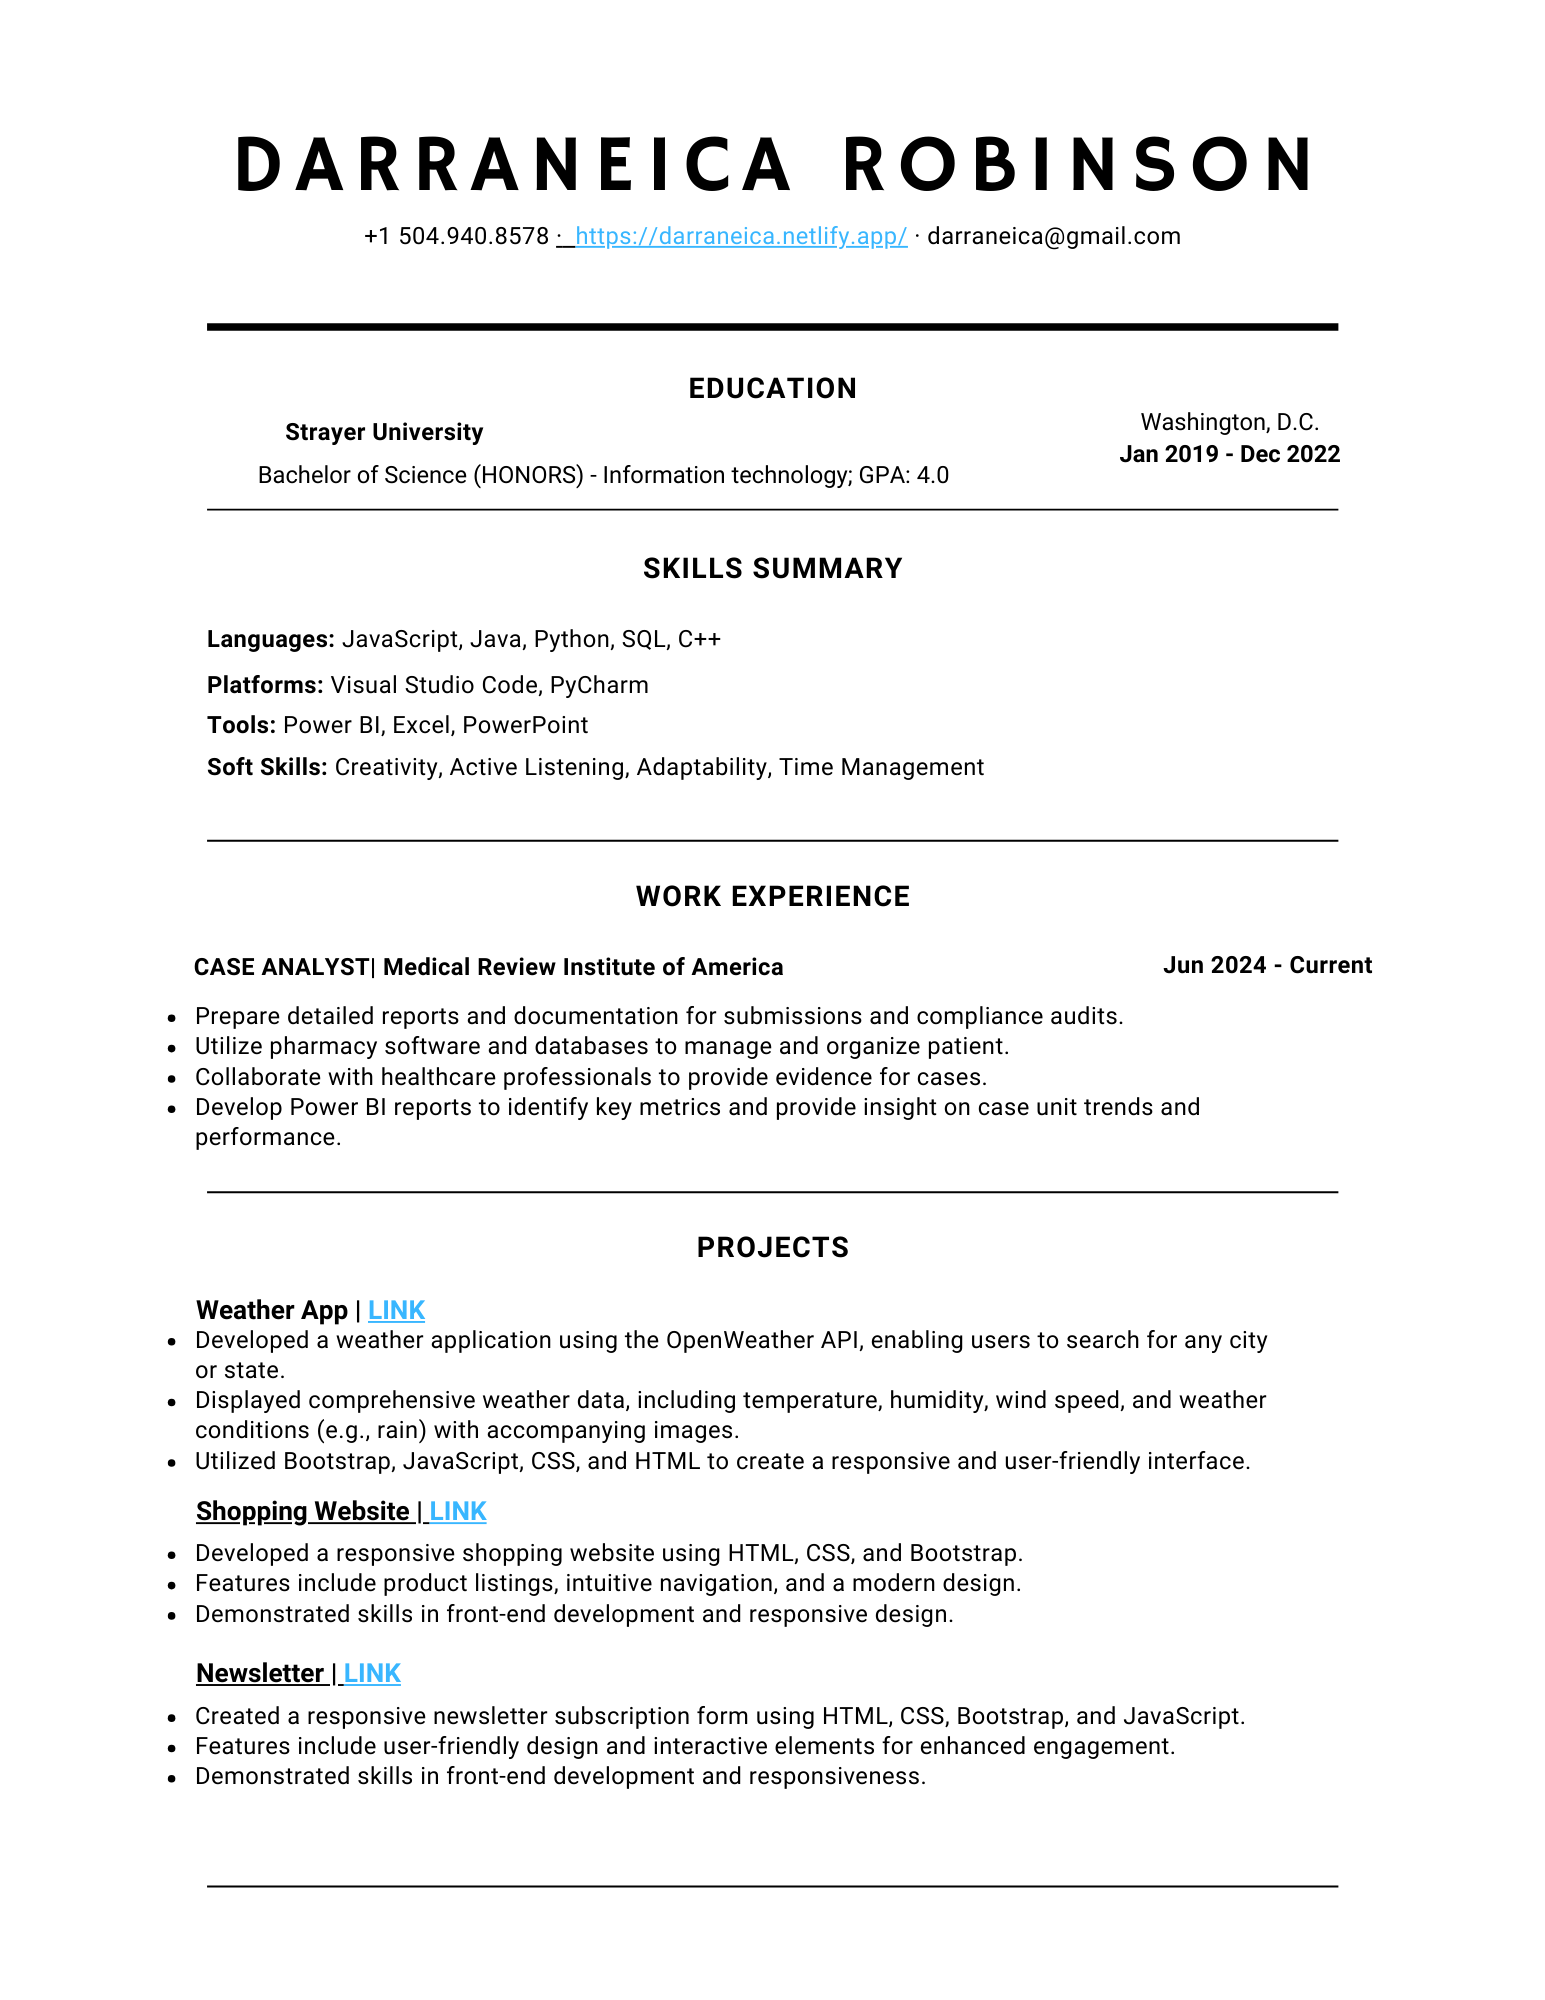 DARRANEICA ROBINSON
+1 504.940.8578 · https://darraneica.netlify.app/ · darraneica@gmail.com
EDUCATION
Strayer University
Washington, D.C.
Jan 2019 - Dec 2022
Bachelor of Science (HONORS) - Information technology; GPA: 4.0
SKILLS SUMMARY
Languages: JavaScript, Java, Python, SQL, C++
Platforms: Visual Studio Code, PyCharm
Tools: Power BI, Excel, PowerPoint
Soft Skills: Creativity, Active Listening, Adaptability, Time Management
WORK EXPERIENCE
CASE ANALYST| Medical Review Institute of America
Jun 2024 - Current
• Prepare detailed reports and documentation for submissions and compliance audits.
• Utilize pharmacy software and databases to manage and organize patient.
• Collaborate with healthcare professionals to provide evidence for cases.
• Develop Power BI reports to identify key metrics and provide insight on case unit trends and
performance.
PROJECTS
Weather App | LINK
• Developed a weather application using the OpenWeather API, enabling users to search for any city
or state.
• Displayed comprehensive weather data, including temperature, humidity, wind speed, and weather
conditions (e.g., rain) with accompanying images.
• Utilized Bootstrap, JavaScript, CSS, and HTML to create a responsive and user-friendly interface.
Shopping Website | LINK
• Developed a responsive shopping website using HTML, CSS, and Bootstrap.
• Features include product listings, intuitive navigation, and a modern design.
• Demonstrated skills in front-end development and responsive design.
Newsletter | LINK
• Created a responsive newsletter subscription form using HTML, CSS, Bootstrap, and JavaScript.
• Features include user-friendly design and interactive elements for enhanced engagement.
• Demonstrated skills in front-end development and responsiveness.